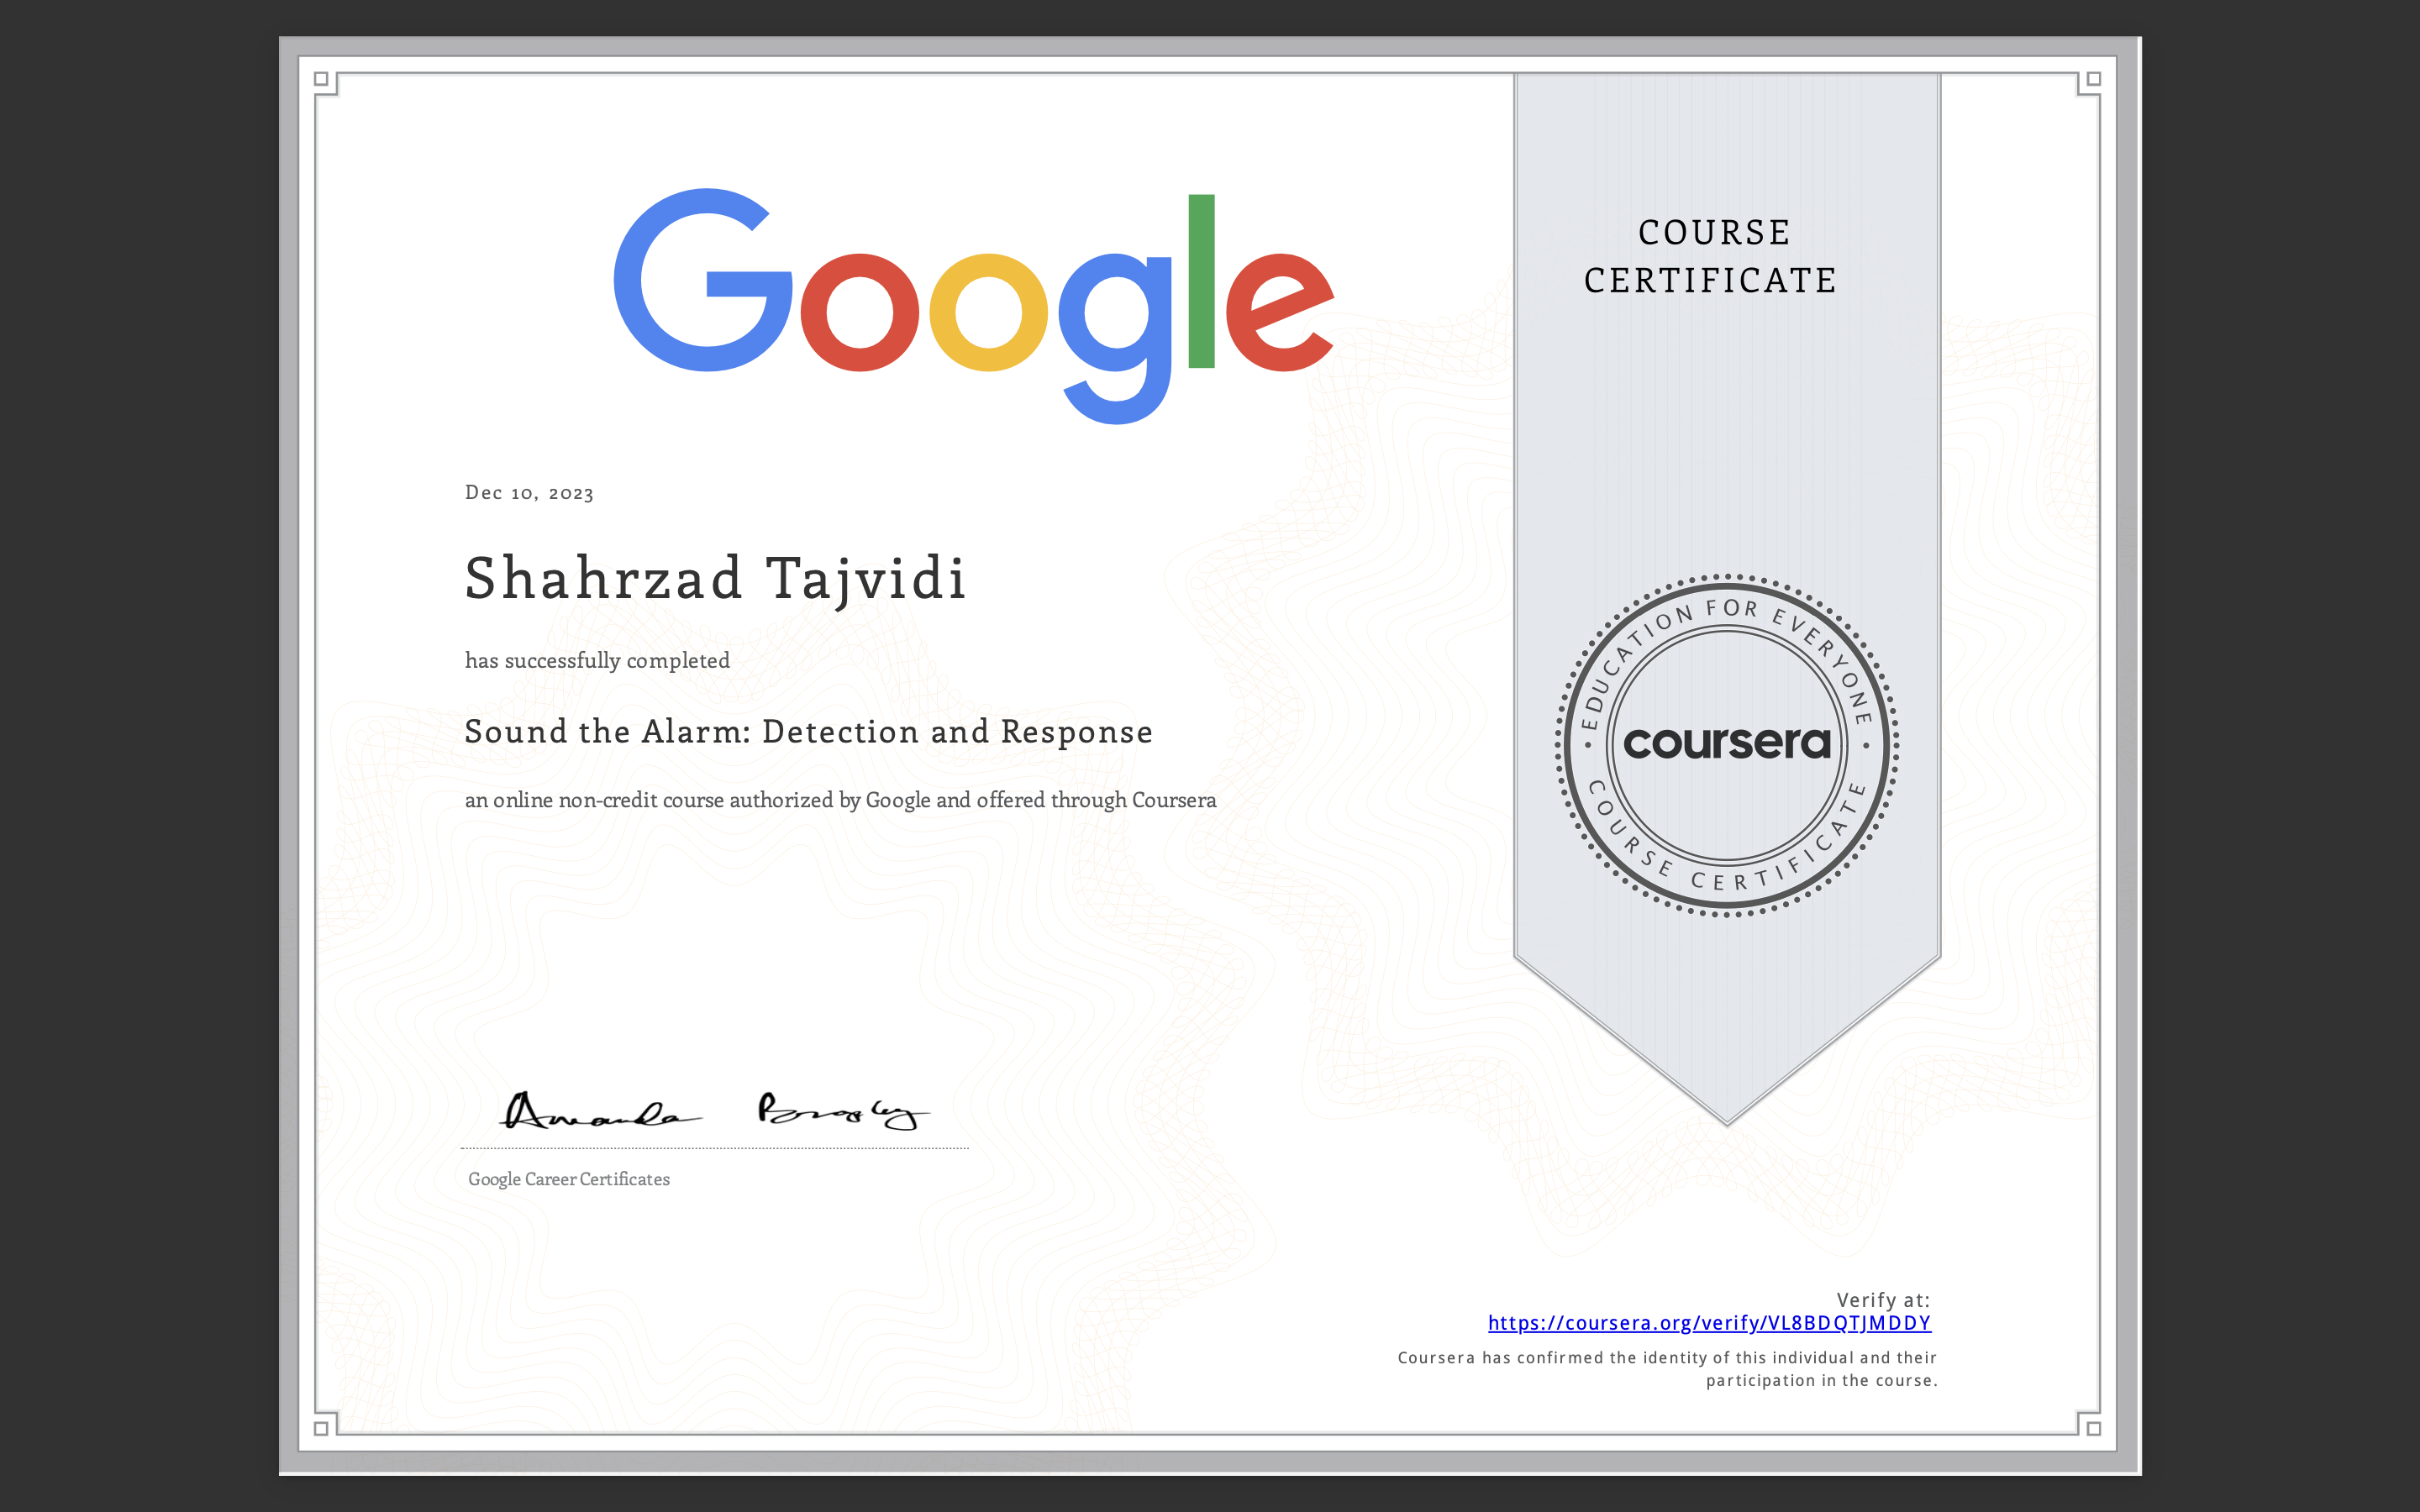 Google
COURSE
CERTIFICATE
Dec 10, 2023
Shahrzad Tajvidi
has successfully completed
Sound the Alarm: Detection and Response
an online non-credit course authorized by Google and offered through Coursera
EDUCATION FOR EVERYONE
coursera
COURSE CERTIFICATE
Amanda Brophy
Google Career Certificates
Verify at:
https://coursera.org/verify/VL8BDQTJMDDY
Coursera has confirmed the identity of this individual and their
participation in the course.